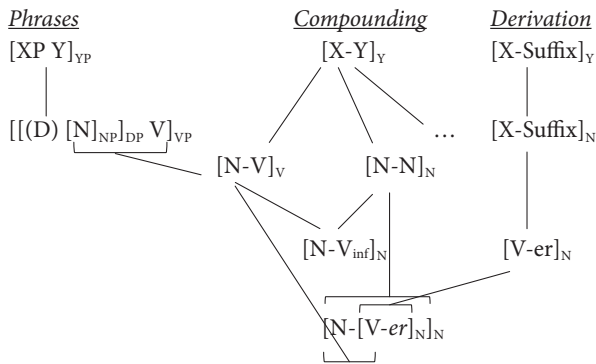 Phrases Compounding Derivation
[XP Y]YP [X-Y]Y [X-Suffix]Y
[[(D) [N]NP]DP V]VP … [X-Suffix]N
[N-V]V [N-N]N
[N-Vinf]N [V-er]N
[N-[V-er]N]N